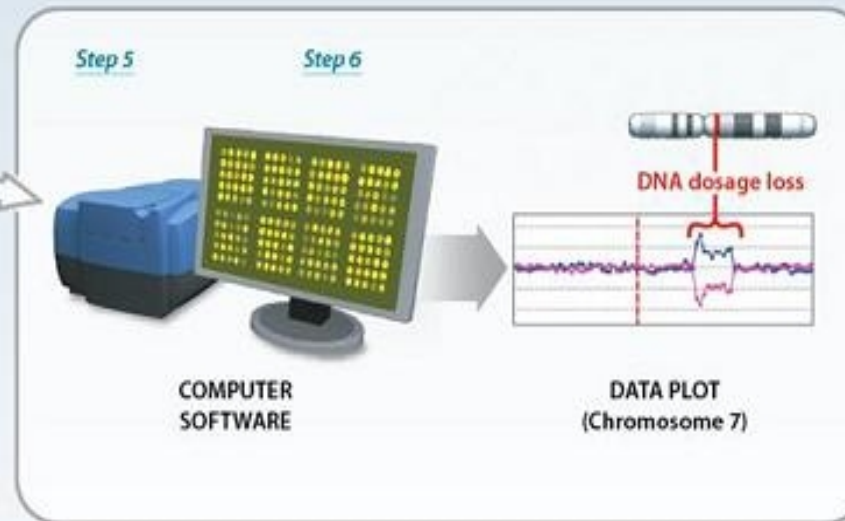 Step 5
Step 6
DNA dosage loss
COMPUTER
SOFTWARE
DATA PLOT
(Chromosome 7)